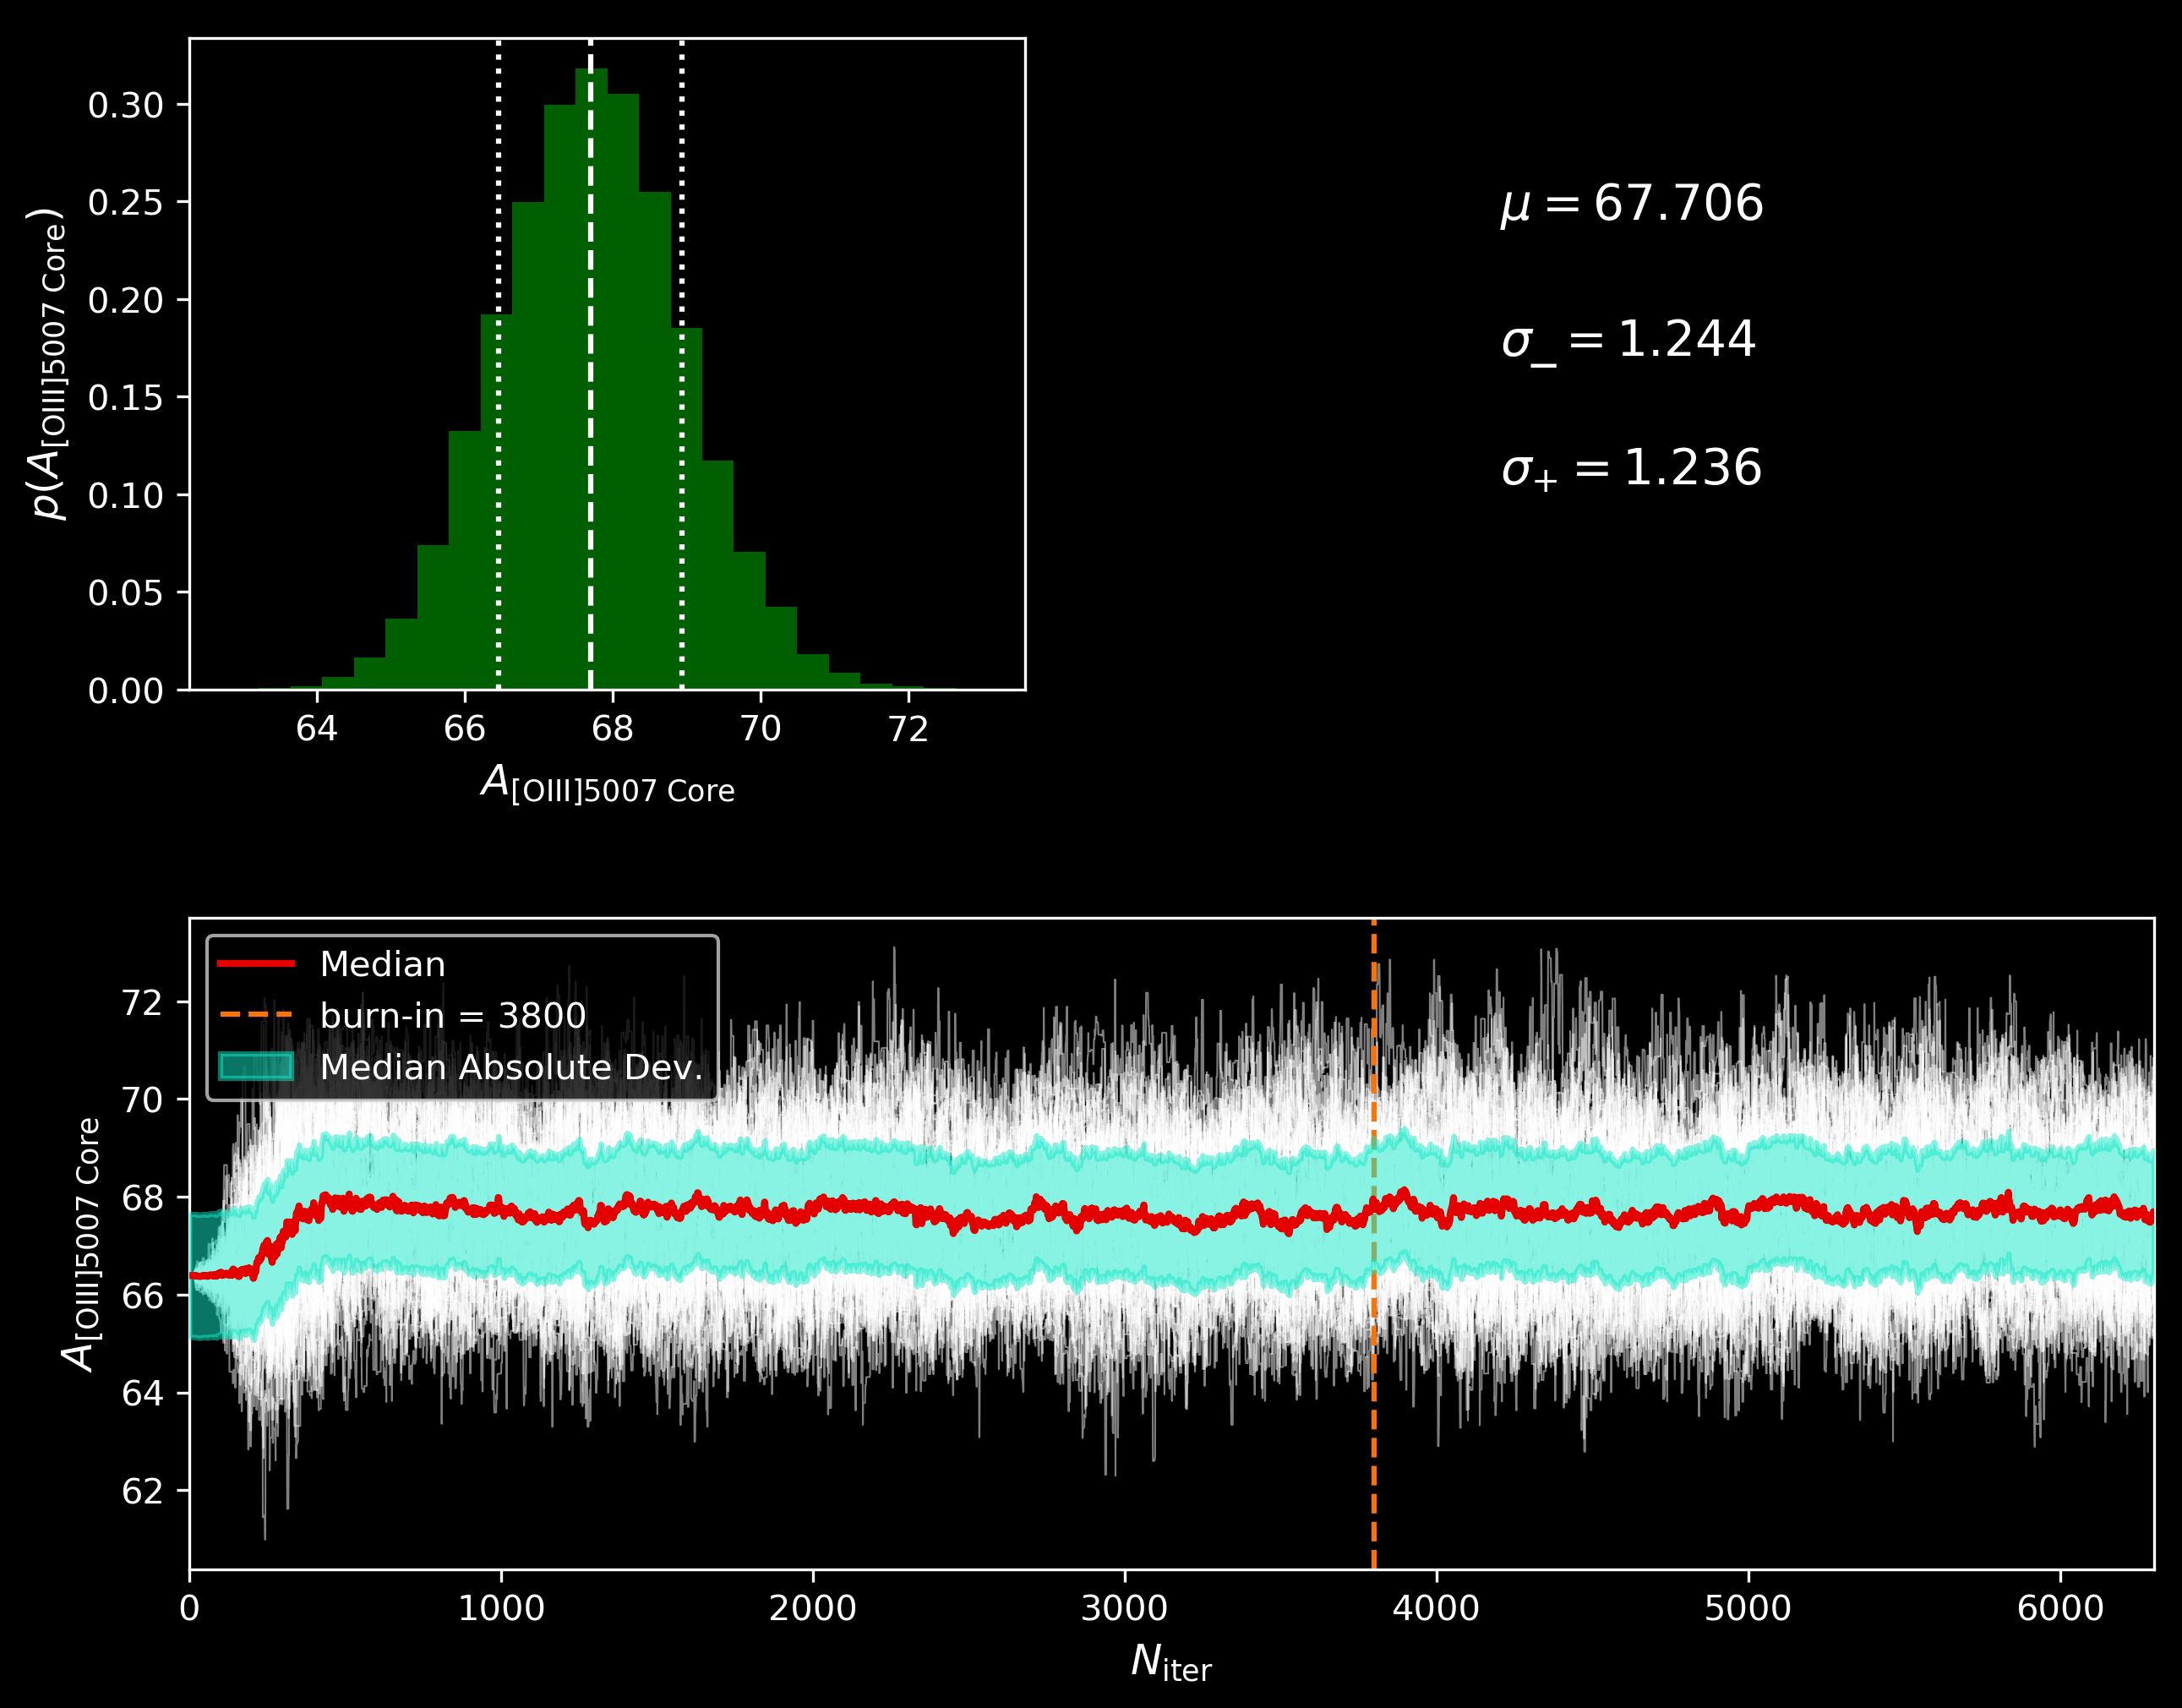 0.30
0.25
0.20
0.15
0.10
0.05
0.00
p(A[OIII]5007 Core)
64 66 68 70 72
A[OIII]5007 Core
μ = 67.706
σ₋ = 1.244
σ₊ = 1.236
Median
burn-in = 3800
Median Absolute Dev.
72
70
68
66
64
62
A[OIII]5007 Core
0 1000 2000 3000 4000 5000 6000
Niter